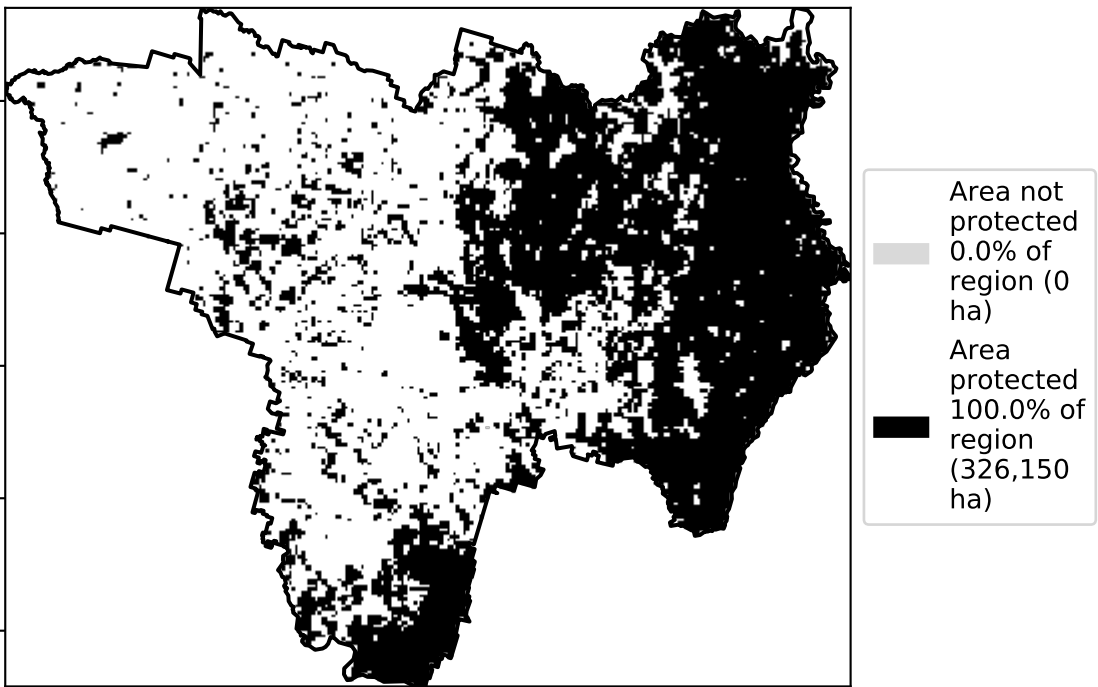 Area not
protected
0.0% of
region (0
ha)
Area
protected
100.0% of
region
(326,150
ha)